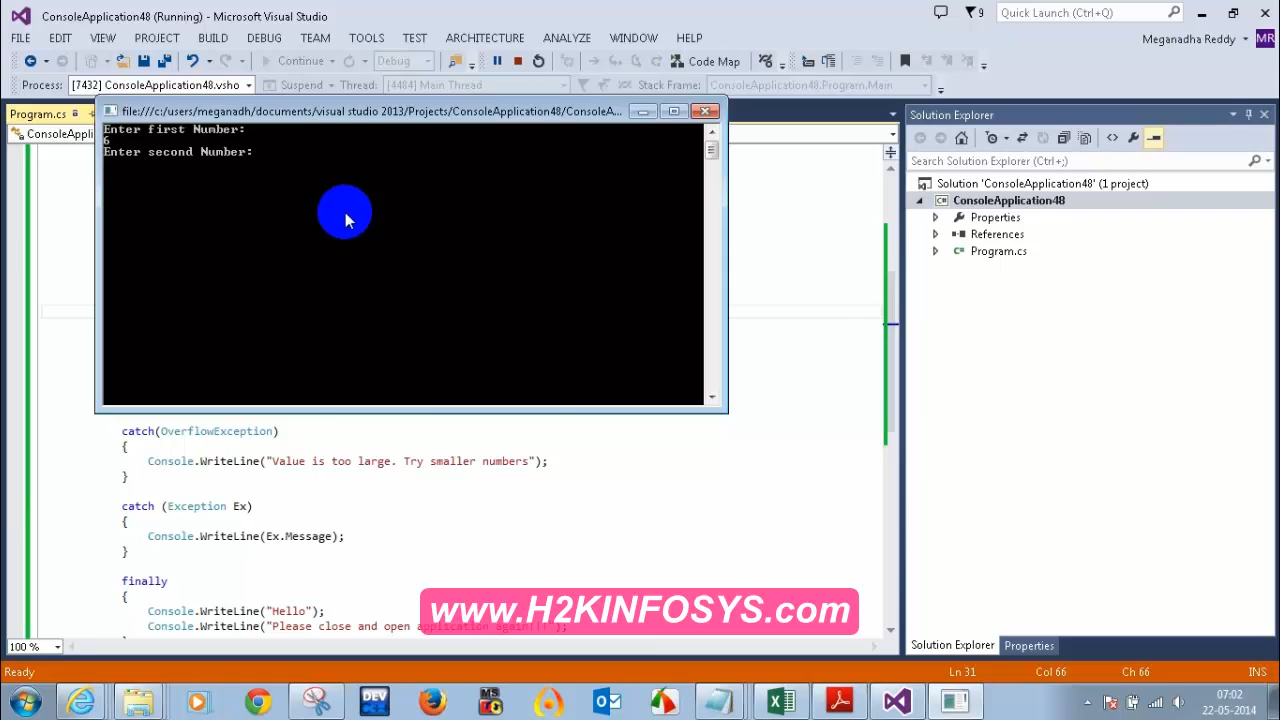 ConsoleApplication48 (Running) - Microsoft Visual Studio
9
Quick Launch (Ctrl+Q)
FILE EDIT VIEW PROJECT BUILD DEBUG TEAM TOOLS TEST ARCHITECTURE ANALYZE WINDOW HELP
Meganadha Reddy MR
Continue Debug Code Map
Process: [7432] ConsoleApplication48.vsho Suspend Thread: [4484] Main Thread Stack Frame: ConsoleApplication48.Program.Main
Program.cs
file:///c:/users/meganadh/documents/visual studio 2013/Projects/ConsoleApplication48/ConsoleA...
ConsoleAppli
Enter first Number:
6
Enter second Number:
catch(OverflowException)
{
Console.WriteLine("Value is too large. Try smaller numbers");
}
catch (Exception Ex)
{
Console.WriteLine(Ex.Message);
}
finally
{
Console.WriteLine("Hello");
Console.WriteLine("Please close and open application again!!!");
www.H2KINFOSYS.com
100 %
Solution Explorer
Search Solution Explorer (Ctrl+;)
Solution 'ConsoleApplication48' (1 project)
C# ConsoleApplication48
Properties
References
C# Program.cs
Solution Explorer Properties
Ready Ln 31 Col 66 Ch 66 INS
DEV
MS
07:02
22-05-2014